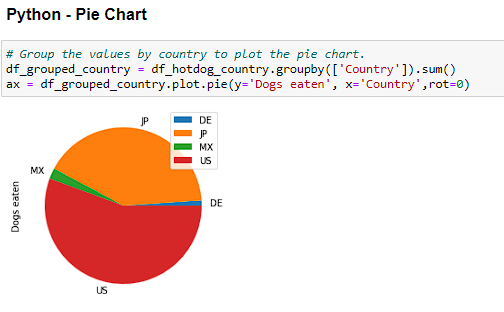 Python - Pie Chart
# Group the values by country to plot the pie chart.
df_grouped_country = df_hotdog_country.groupby(['Country']).sum()
ax = df_grouped_country.plot.pie(y='Dogs eaten', x='Country',rot=0)
JP
DE
JP
MX
US
MX
DE
Dogs eaten
US